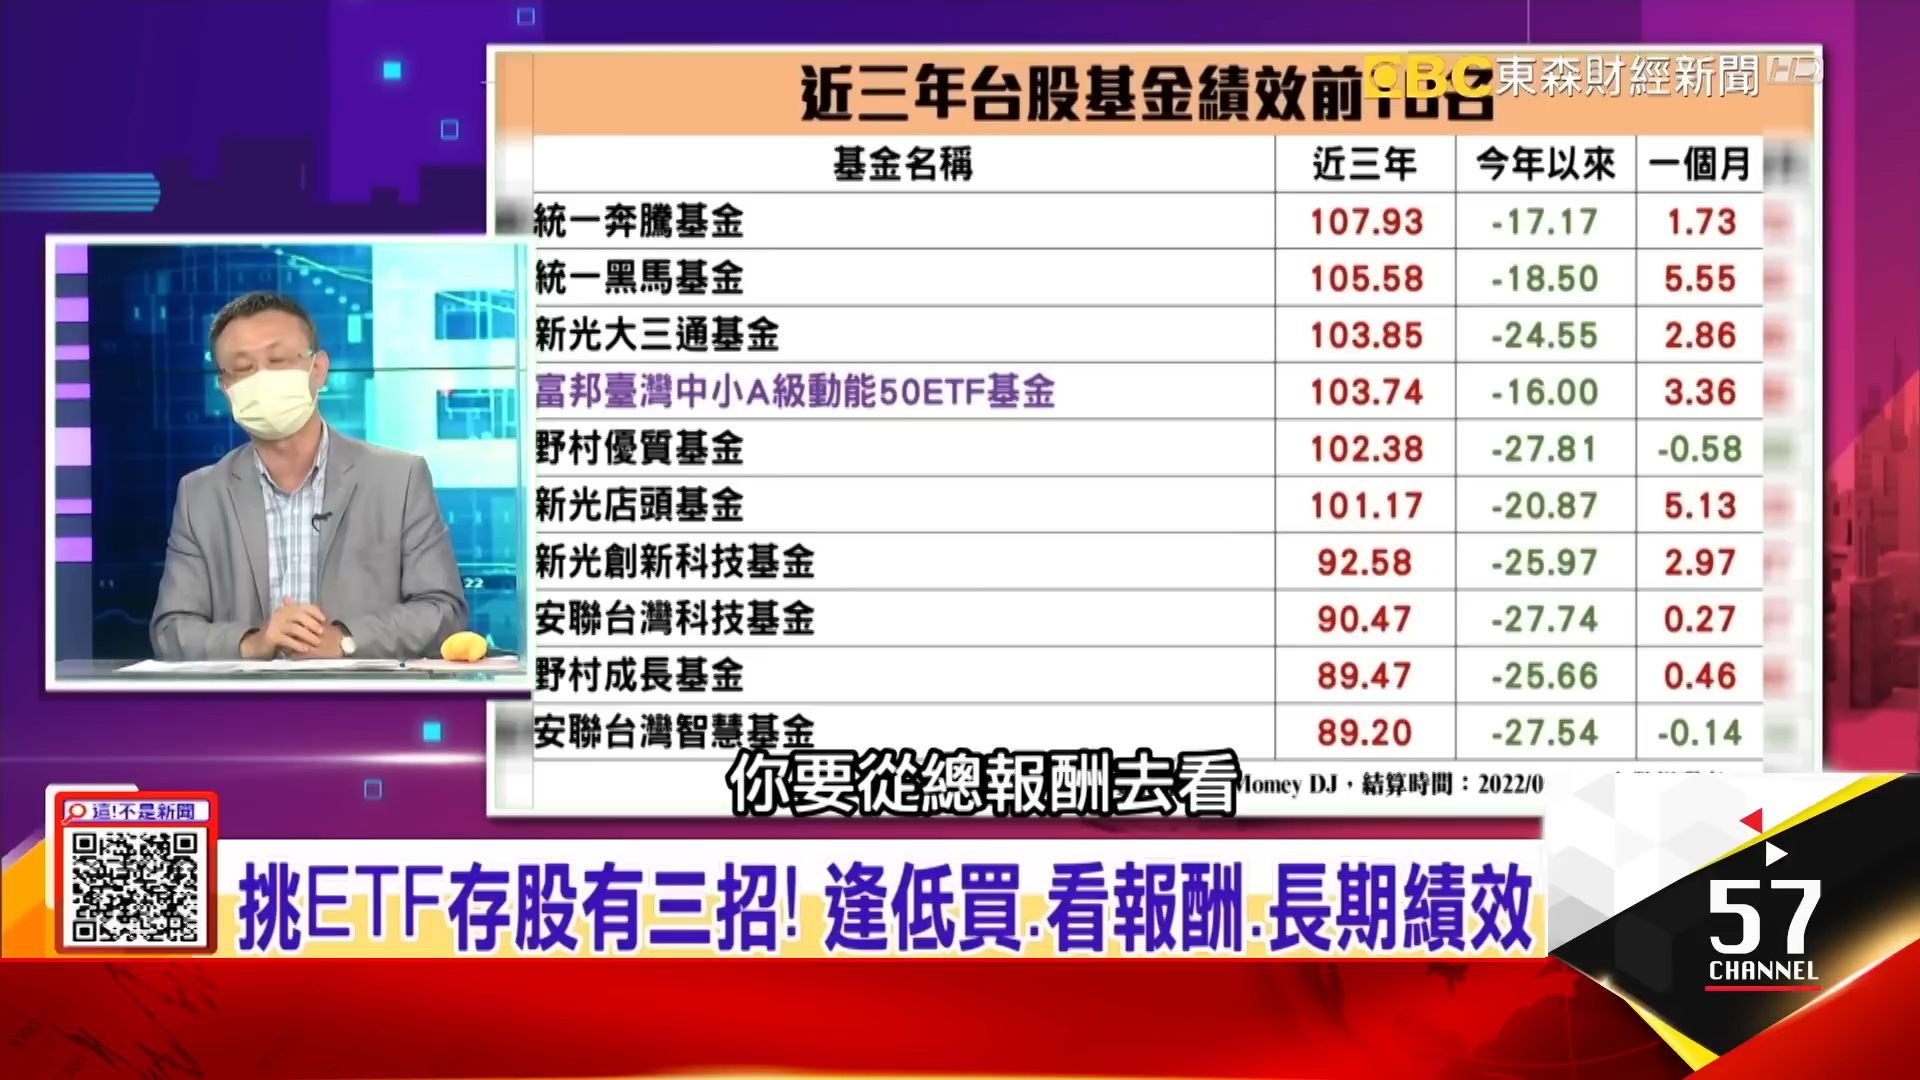 近三年台股基金績效前10名
EBC 東森財經新聞 HD
基金名稱 近三年 今年以來 一個月
統一奔騰基金 107.93 -17.17 1.73
統一黑馬基金 105.58 -18.50 5.55
新光大三通基金 103.85 -24.55 2.86
富邦臺灣中小A級動能50ETF基金 103.74 -16.00 3.36
野村優質基金 102.38 -27.81 -0.58
新光店頭基金 101.17 -20.87 5.13
新光創新科技基金 92.58 -25.97 2.97
安聯台灣科技基金 90.47 -27.74 0.27
野村成長基金 89.47 -25.66 0.46
安聯台灣智慧基金 89.20 -27.54 -0.14
DJ，結算時間：2022/0
你要從總報酬去看
這!不是新聞
挑ETF存股有三招! 逢低買.看報酬.長期績效
57
CHANNEL